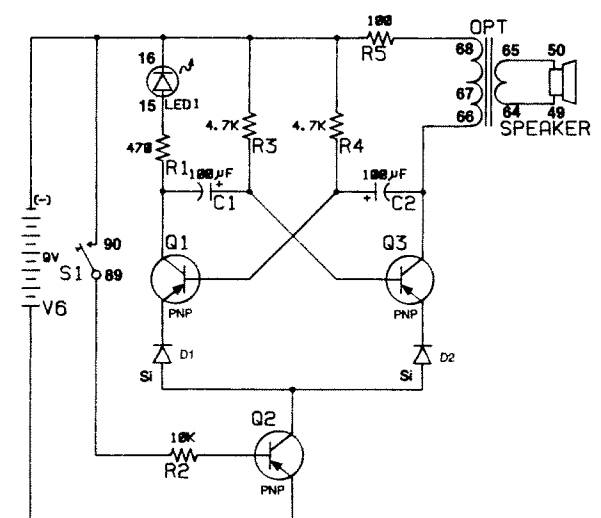 OPT
100
R5
68
65
50
16
15
LED1
67
66
64
49
SPEAKER
4.7K
R3
4.7K
R4
470
R1
100µF
+
C1
100µF
+
C2
(-)
9V
V6
90
S1
89
Q1
PNP
Q3
PNP
D1
Si
D2
Si
Q2
PNP
10K
R2